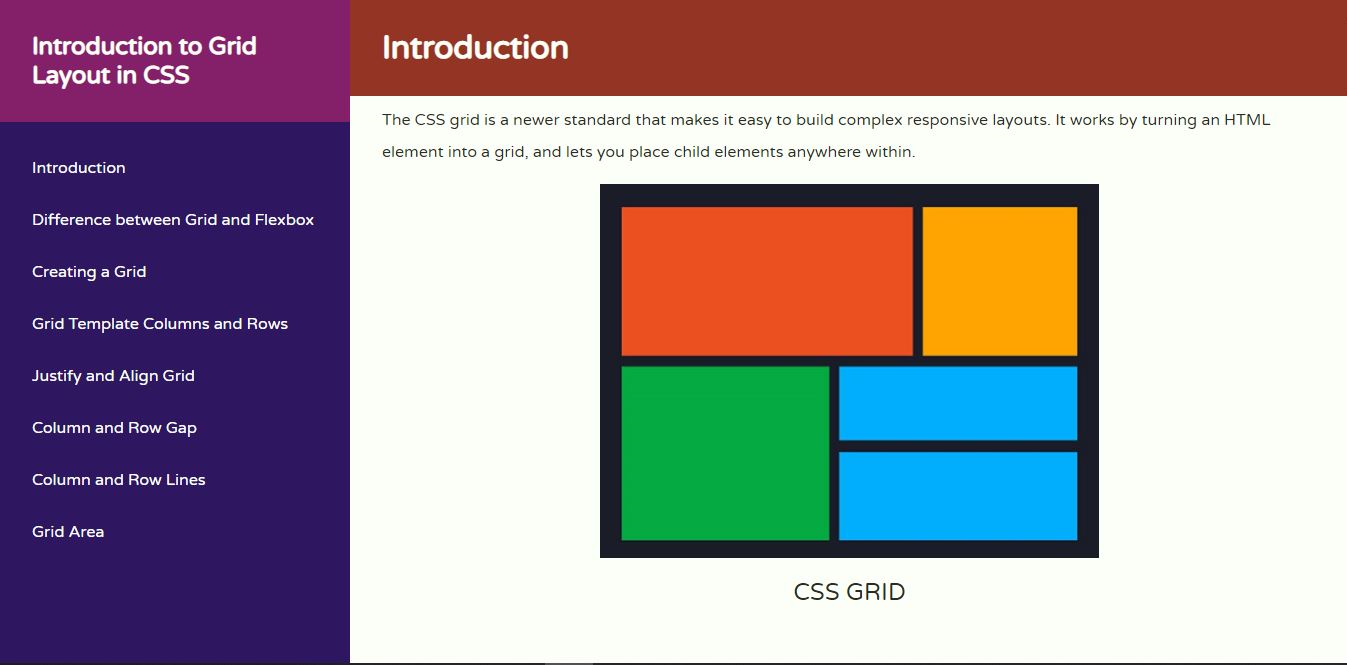 Introduction to Grid
Layout in CSS
Introduction
Difference between Grid and Flexbox
Creating a Grid
Grid Template Columns and Rows
Justify and Align Grid
Column and Row Gap
Column and Row Lines
Grid Area
Introduction
The CSS grid is a newer standard that makes it easy to build complex responsive layouts. It works by turning an HTML
element into a grid, and lets you place child elements anywhere within.
CSS GRID